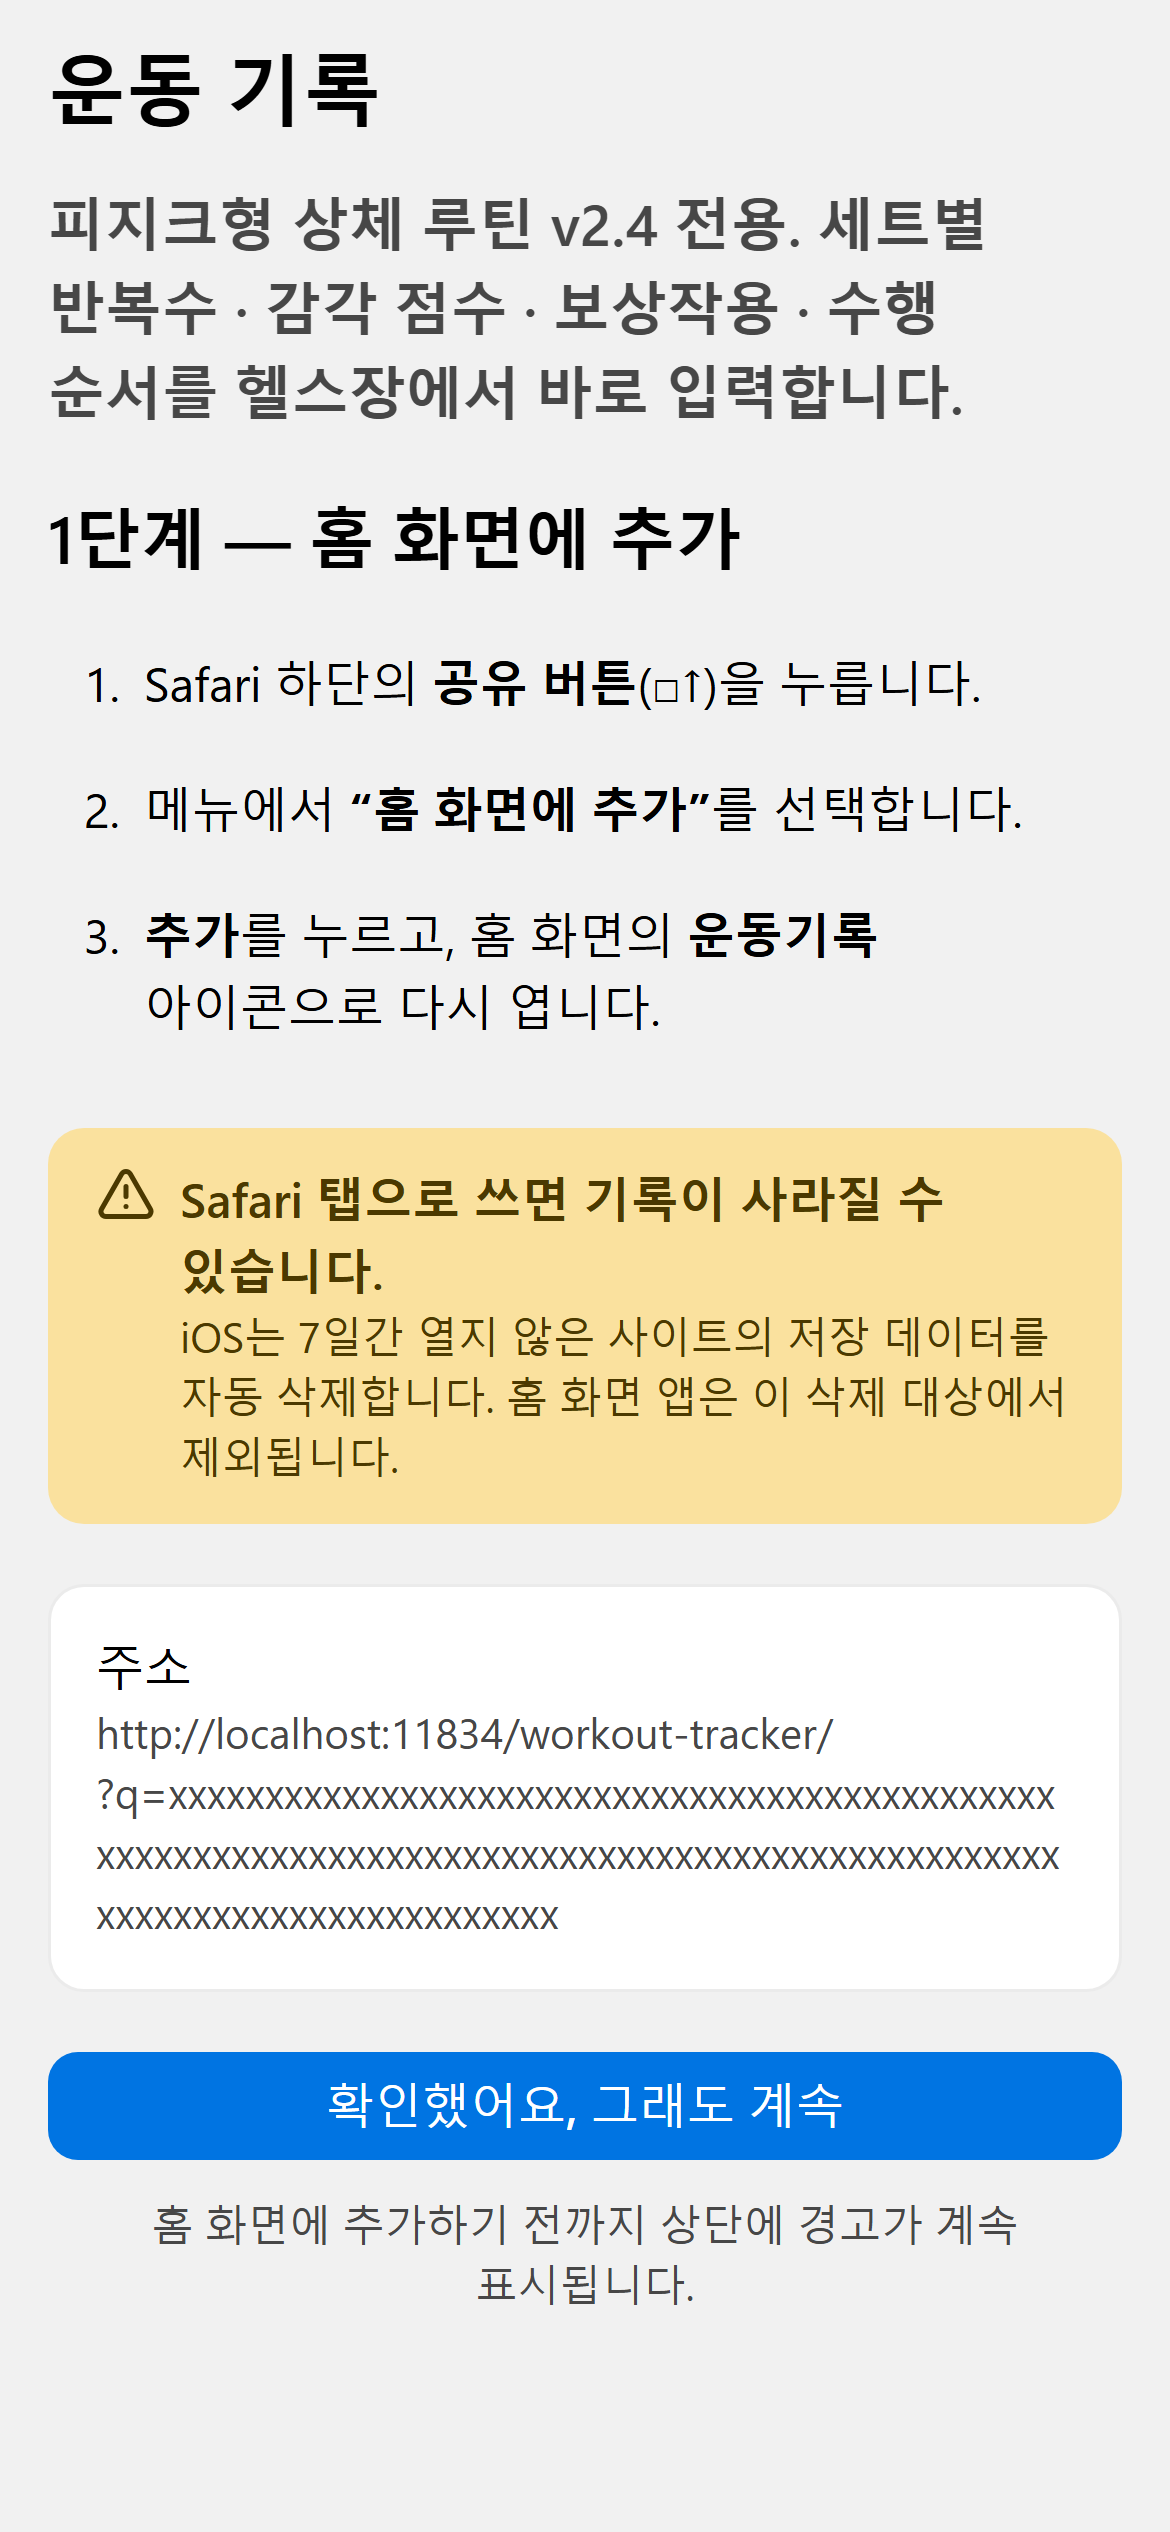 운동 기록
피지크형 상체 루틴 v2.4 전용. 세트별
반복수 · 감각 점수 · 보상작용 · 수행
순서를 헬스장에서 바로 입력합니다.
1단계 — 홈 화면에 추가
1. Safari 하단의 공유 버튼(□↑)을 누릅니다.
2. 메뉴에서 “홈 화면에 추가”를 선택합니다.
3. 추가를 누르고, 홈 화면의 운동기록
아이콘으로 다시 엽니다.
Safari 탭으로 쓰면 기록이 사라질 수
있습니다.
iOS는 7일간 열지 않은 사이트의 저장 데이터를
자동 삭제합니다. 홈 화면 앱은 이 삭제 대상에서
제외됩니다.
주소
http://localhost:11834/workout-tracker/
?q=xxxxxxxxxxxxxxxxxxxxxxxxxxxxxxxxxxxxxxxxxxxxxx
xxxxxxxxxxxxxxxxxxxxxxxxxxxxxxxxxxxxxxxxxxxxxxxxxx
xxxxxxxxxxxxxxxxxxxxxxxx
확인했어요, 그래도 계속
홈 화면에 추가하기 전까지 상단에 경고가 계속
표시됩니다.